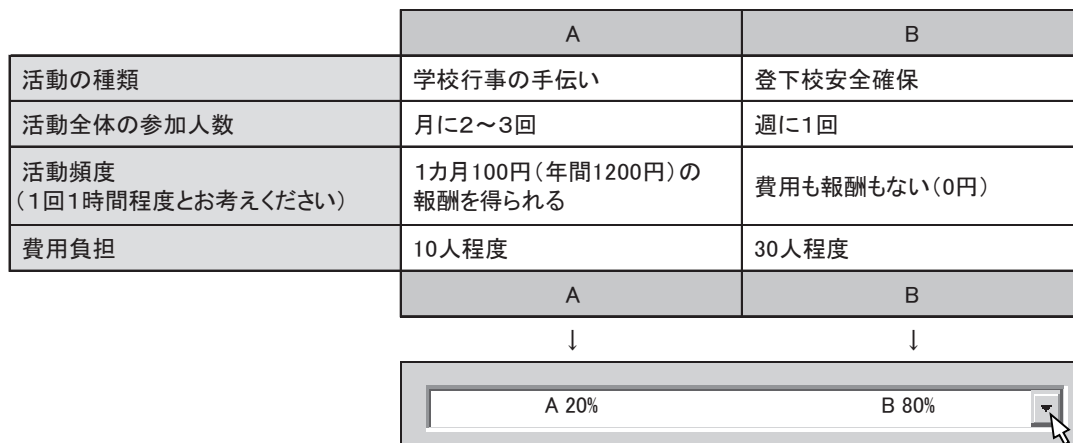 A B
活動の種類 学校行事の手伝い 登下校安全確保
活動全体の参加人数 月に2～3回 週に1回
活動頻度
（1回1時間程度とお考えください）
1カ月100円（年間1200円）の
報酬を得られる
費用も報酬もない（0円）
費用負担 10人程度 30人程度
A B
↓ ↓
A 20% B 80%